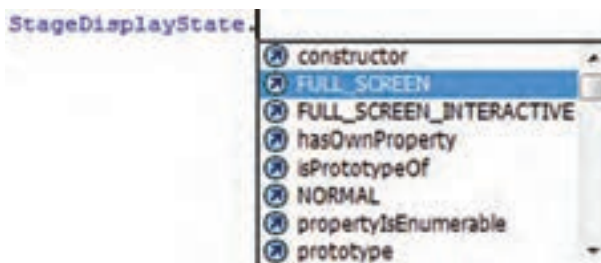 StageDisplayState.
constructor
FULL_SCREEN
FULL_SCREEN_INTERACTIVE
hasOwnProperty
isPrototypeOf
NORMAL
propertyIsEnumerable
prototype